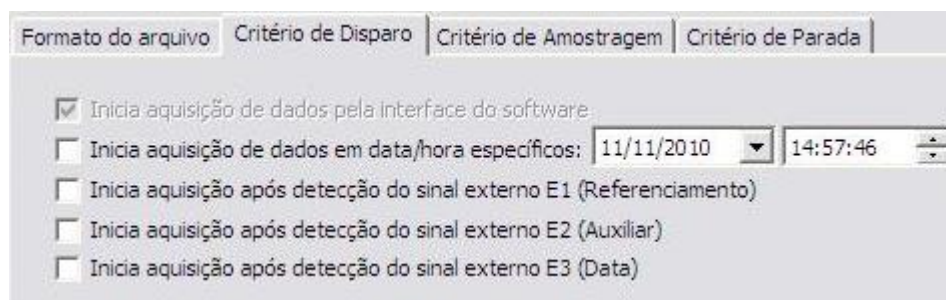 Formato do arquivo Critério de Disparo Critério de Amostragem Critério de Parada
Inicia aquisição de dados pela interface do software
Inicia aquisição de dados em data/hora específicos: 11/11/2010 14:57:46
Inicia aquisição após detecção do sinal externo E1 (Referenciamento)
Inicia aquisição após detecção do sinal externo E2 (Auxiliar)
Inicia aquisição após detecção do sinal externo E3 (Data)